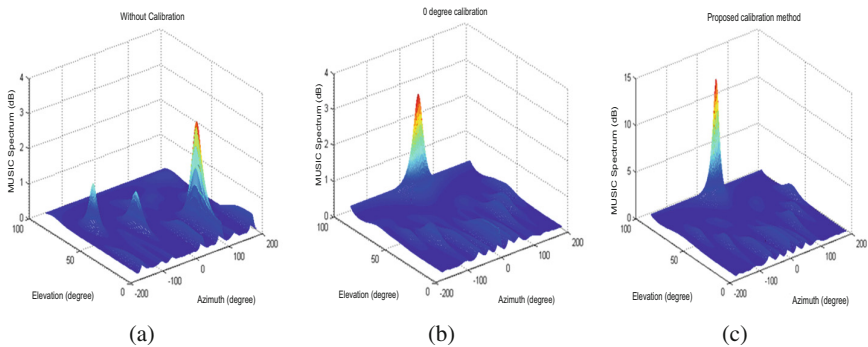 Without Calibration
4
3
2
1
0
MUSIC Spectrum (dB)
100
50
0
Elevation (degree)
-200
-100
0
100
200
Azimuth (degree)
(a)
0 degree calibration
4
3
2
1
0
MUSIC Spectrum (dB)
100
50
0
Elevation (degree)
-200
-100
0
100
200
Azimuth (degree)
(b)
Proposed calibration method
15
10
5
0
MUSIC Spectrum (dB)
100
50
0
Elevation (degree)
-200
-100
0
100
200
Azimuth (degree)
(c)